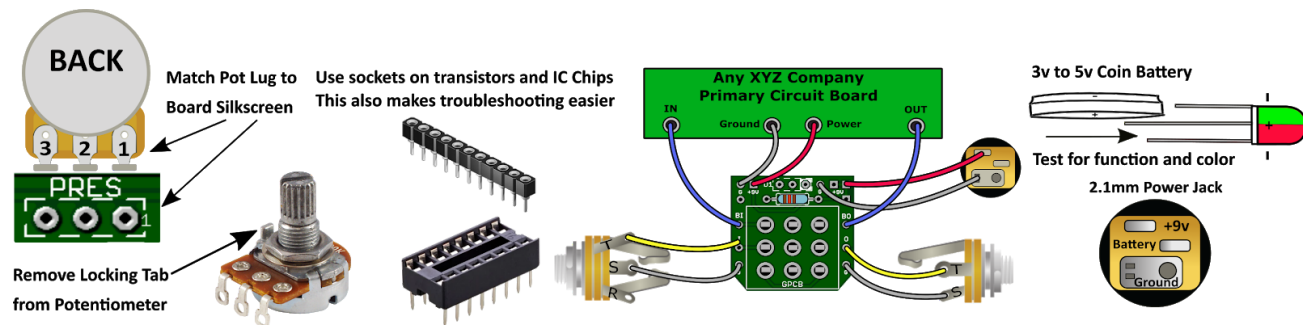 BACK
3 2 1
PRES
1
Match Pot Lug to
Board Silkscreen
Remove Locking Tab
from Potentiometer
Use sockets on transistors and IC Chips
This also makes troubleshooting easier
Any XYZ Company
Primary Circuit Board
IN
OUT
Ground
Power
G +9V
+9V
BI
BO
GPCB
T
S
R
T
S
3v to 5v Coin Battery
-
+
-
+
-
Test for function and color
2.1mm Power Jack
+9v
Battery
Ground